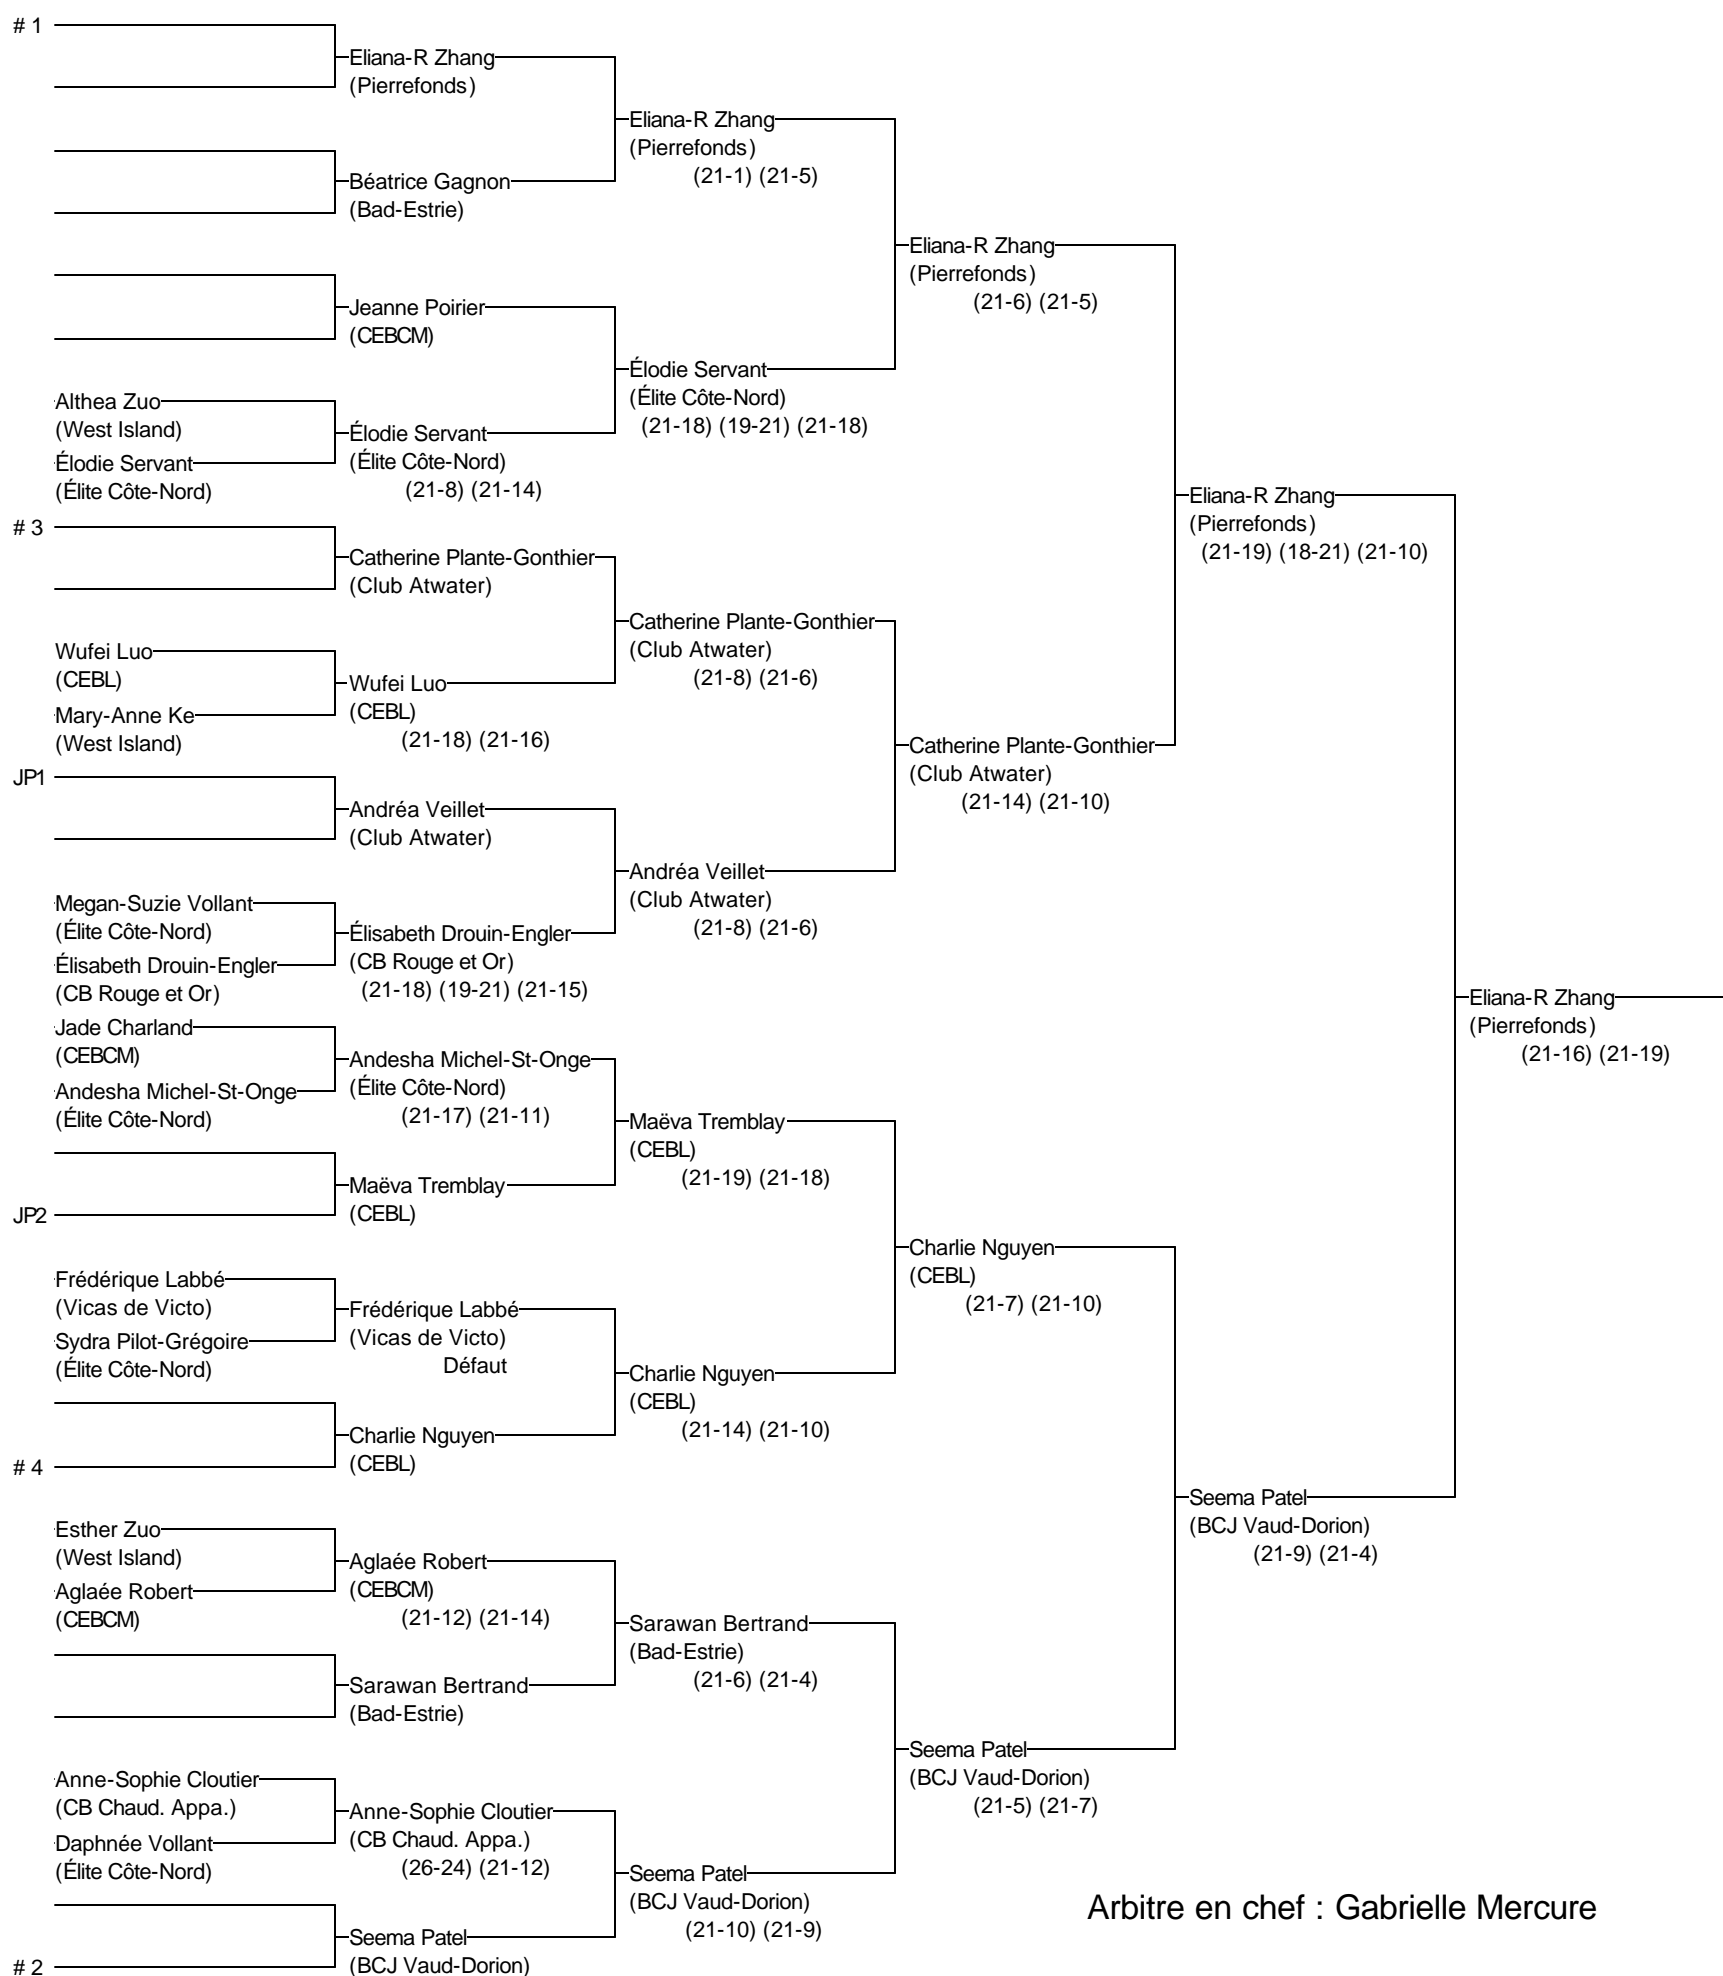 # 1
Eliana-R Zhang
(Pierrefonds)
Eliana-R Zhang
(Pierrefonds)
(21-1) (21-5)
Béatrice Gagnon
(Bad-Estrie)
Eliana-R Zhang
(Pierrefonds)
(21-6) (21-5)
Jeanne Poirier
(CEBCM)
Élodie Servant
(Élite Côte-Nord)
(21-18) (19-21) (21-18)
Althea Zuo
(West Island)
Élodie Servant
(Élite Côte-Nord)
(21-8) (21-14)
Élodie Servant
(Élite Côte-Nord)
Eliana-R Zhang
(Pierrefonds)
(21-19) (18-21) (21-10)
# 3
Catherine Plante-Gonthier
(Club Atwater)
Catherine Plante-Gonthier
(Club Atwater)
(21-8) (21-6)
Wufei Luo
(CEBL)
Wufei Luo
(CEBL)
(21-18) (21-16)
Mary-Anne Ke
(West Island)
Catherine Plante-Gonthier
(Club Atwater)
(21-14) (21-10)
JP1
Andréa Veillet
(Club Atwater)
Andréa Veillet
(Club Atwater)
(21-8) (21-6)
Megan-Suzie Vollant
(Élite Côte-Nord)
Élisabeth Drouin-Engler
(CB Rouge et Or)
(21-18) (19-21) (21-15)
Élisabeth Drouin-Engler
(CB Rouge et Or)
Eliana-R Zhang
(Pierrefonds)
(21-16) (21-19)
Jade Charland
(CEBCM)
Andesha Michel-St-Onge
(Élite Côte-Nord)
(21-17) (21-11)
Andesha Michel-St-Onge
(Élite Côte-Nord)
Maëva Tremblay
(CEBL)
(21-19) (21-18)
Maëva Tremblay
(CEBL)
JP2
Charlie Nguyen
(CEBL)
(21-7) (21-10)
Frédérique Labbé
(Vicas de Victo)
Frédérique Labbé
(Vicas de Victo)
Défaut
Sydra Pilot-Grégoire
(Élite Côte-Nord)
Charlie Nguyen
(CEBL)
(21-14) (21-10)
Charlie Nguyen
(CEBL)
# 4
Seema Patel
(BCJ Vaud-Dorion)
(21-9) (21-4)
Esther Zuo
(West Island)
Aglaée Robert
(CEBCM)
(21-12) (21-14)
Aglaée Robert
(CEBCM)
Sarawan Bertrand
(Bad-Estrie)
(21-6) (21-4)
Sarawan Bertrand
(Bad-Estrie)
Seema Patel
(BCJ Vaud-Dorion)
(21-5) (21-7)
Anne-Sophie Cloutier
(CB Chaud. Appa.)
Anne-Sophie Cloutier
(CB Chaud. Appa.)
(26-24) (21-12)
Daphnée Vollant
(Élite Côte-Nord)
Seema Patel
(BCJ Vaud-Dorion)
(21-10) (21-9)
Arbitre en chef : Gabrielle Mercure
Seema Patel
(BCJ Vaud-Dorion)
# 2